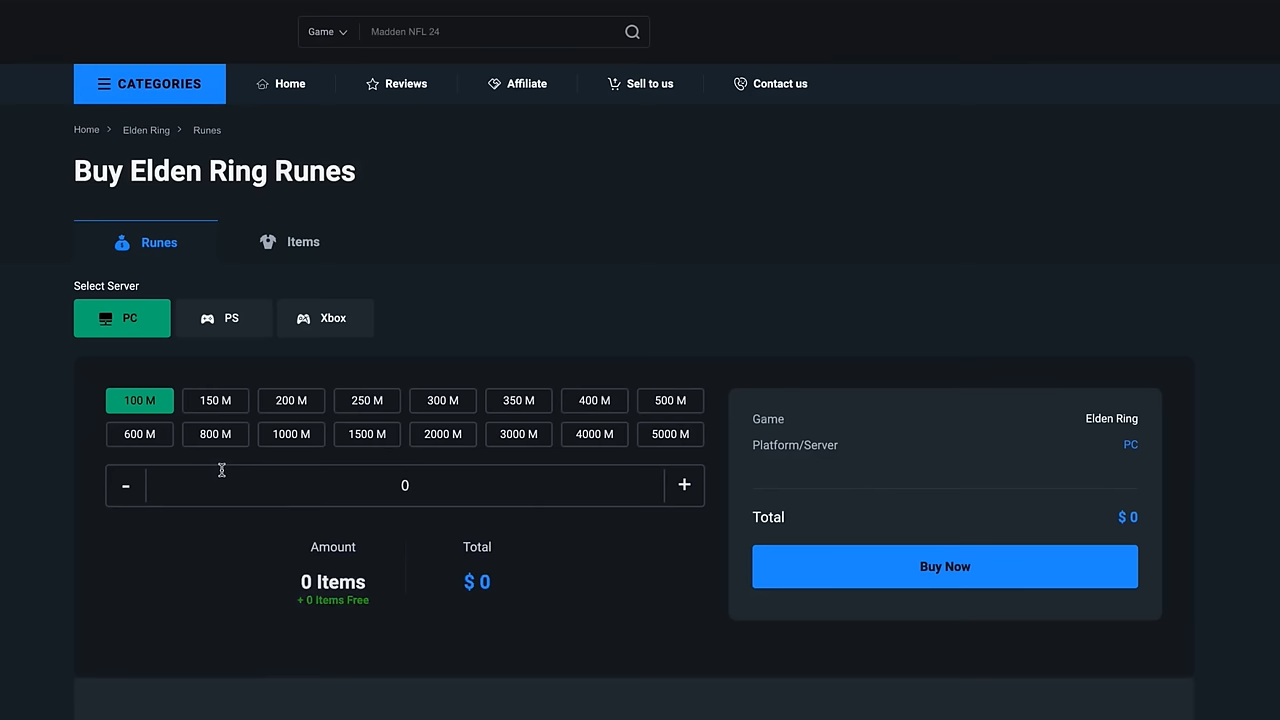 Game Madden NFL 24
CATEGORIES Home Reviews Affiliate Sell to us Contact us
Home > Elden Ring > Runes
Buy Elden Ring Runes
Runes Items
Select Server
PC PS Xbox
100 M 150 M 200 M 250 M 300 M 350 M 400 M 500 M
600 M 800 M 1000 M 1500 M 2000 M 3000 M 4000 M 5000 M
- 0 +
Amount Total
0 Items $ 0
+ 0 Items Free
Game Elden Ring
Platform/Server PC
Total $ 0
Buy Now